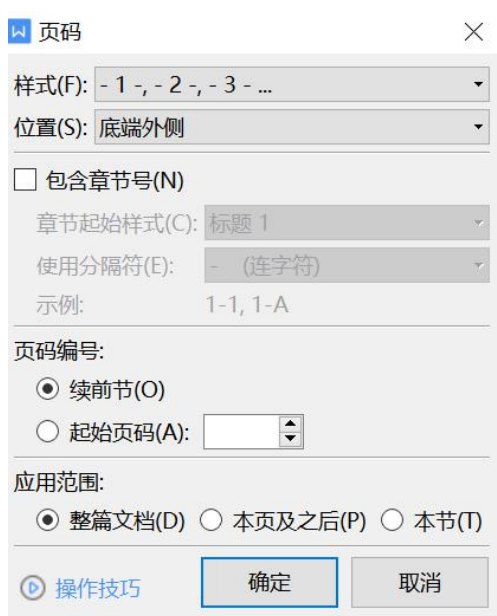 页码
样式(F): - 1 -, - 2 -, - 3 - ...
位置(S): 底端外侧
包含章节号(N)
章节起始样式(C): 标题 1
使用分隔符(E): - (连字符)
示例: 1-1, 1-A
页码编号:
续前节(O)
起始页码(A):
应用范围:
整篇文档(D) 本页及之后(P) 本节(T)
操作技巧 确定 取消